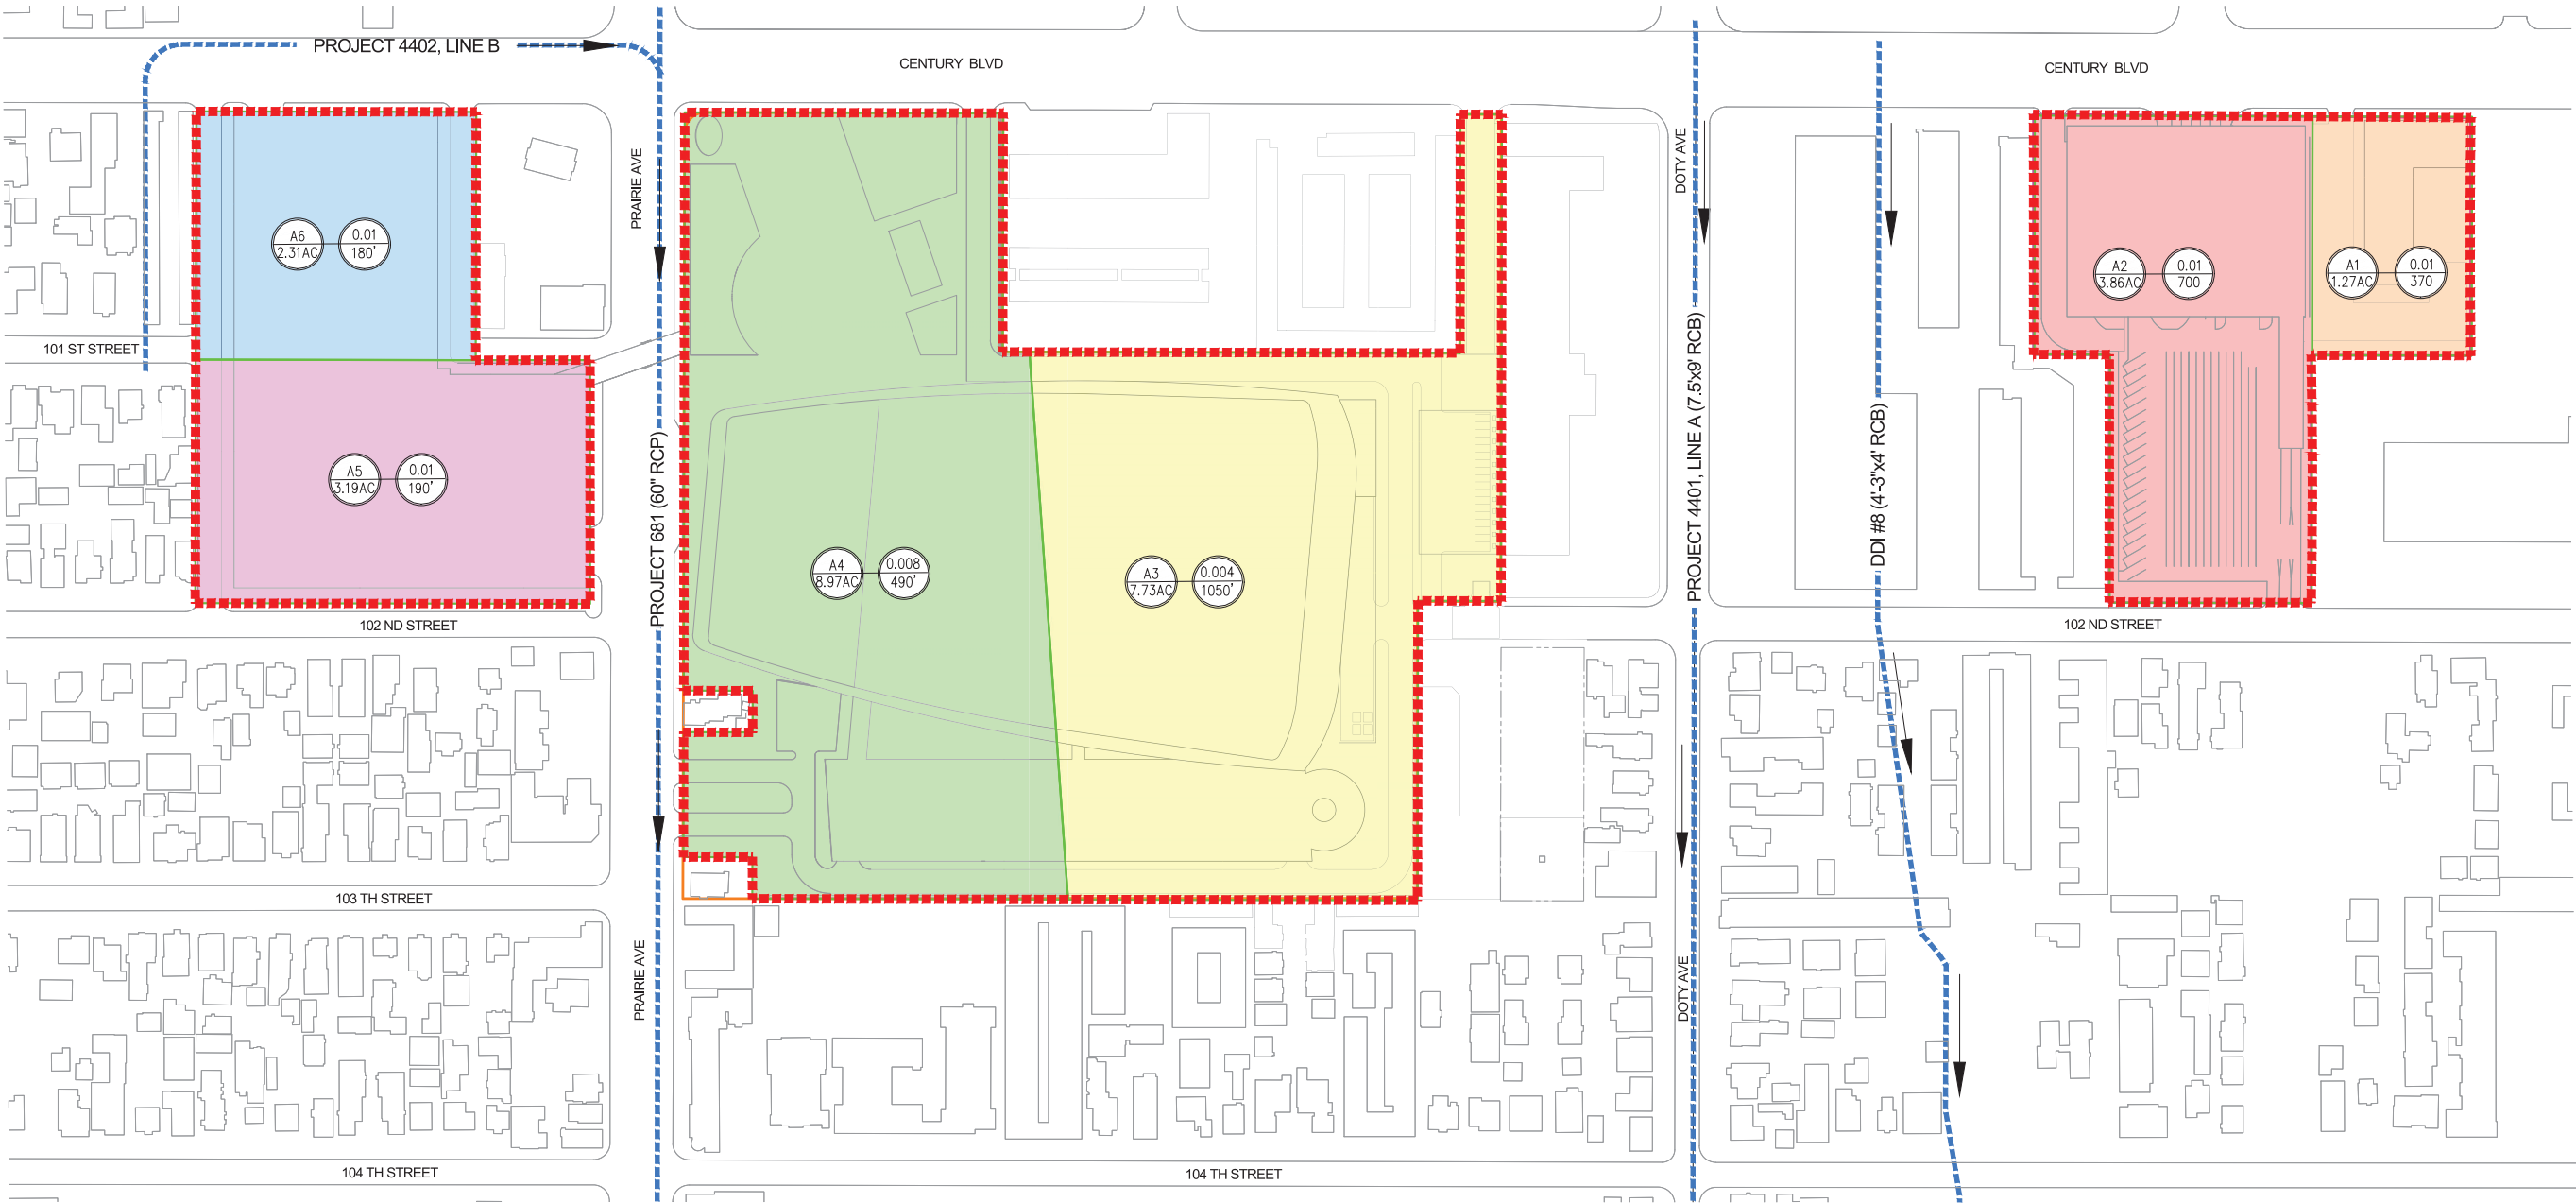 PROJECT 4402, LINE B
CENTURY BLVD
CENTURY BLVD
PRAIRIE AVE
DOTY AVE
A6
2.31AC
0.01
180'
A2
3.86AC
0.01
700
A1
1.27AC
0.01
370
101 ST STREET
A5
3.19AC
0.01
190'
PROJECT 681 (60" RCP)
PROJECT 4401, LINE A (7.5'x9' RCB)
DDI #8 (4'-3"x4' RCB)
A4
8.97AC
0.008
490'
A3
7.73AC
0.004
1050'
102 ND STREET
102 ND STREET
103 TH STREET
PRAIRIE AVE
DOTY AVE
104 TH STREET
104 TH STREET